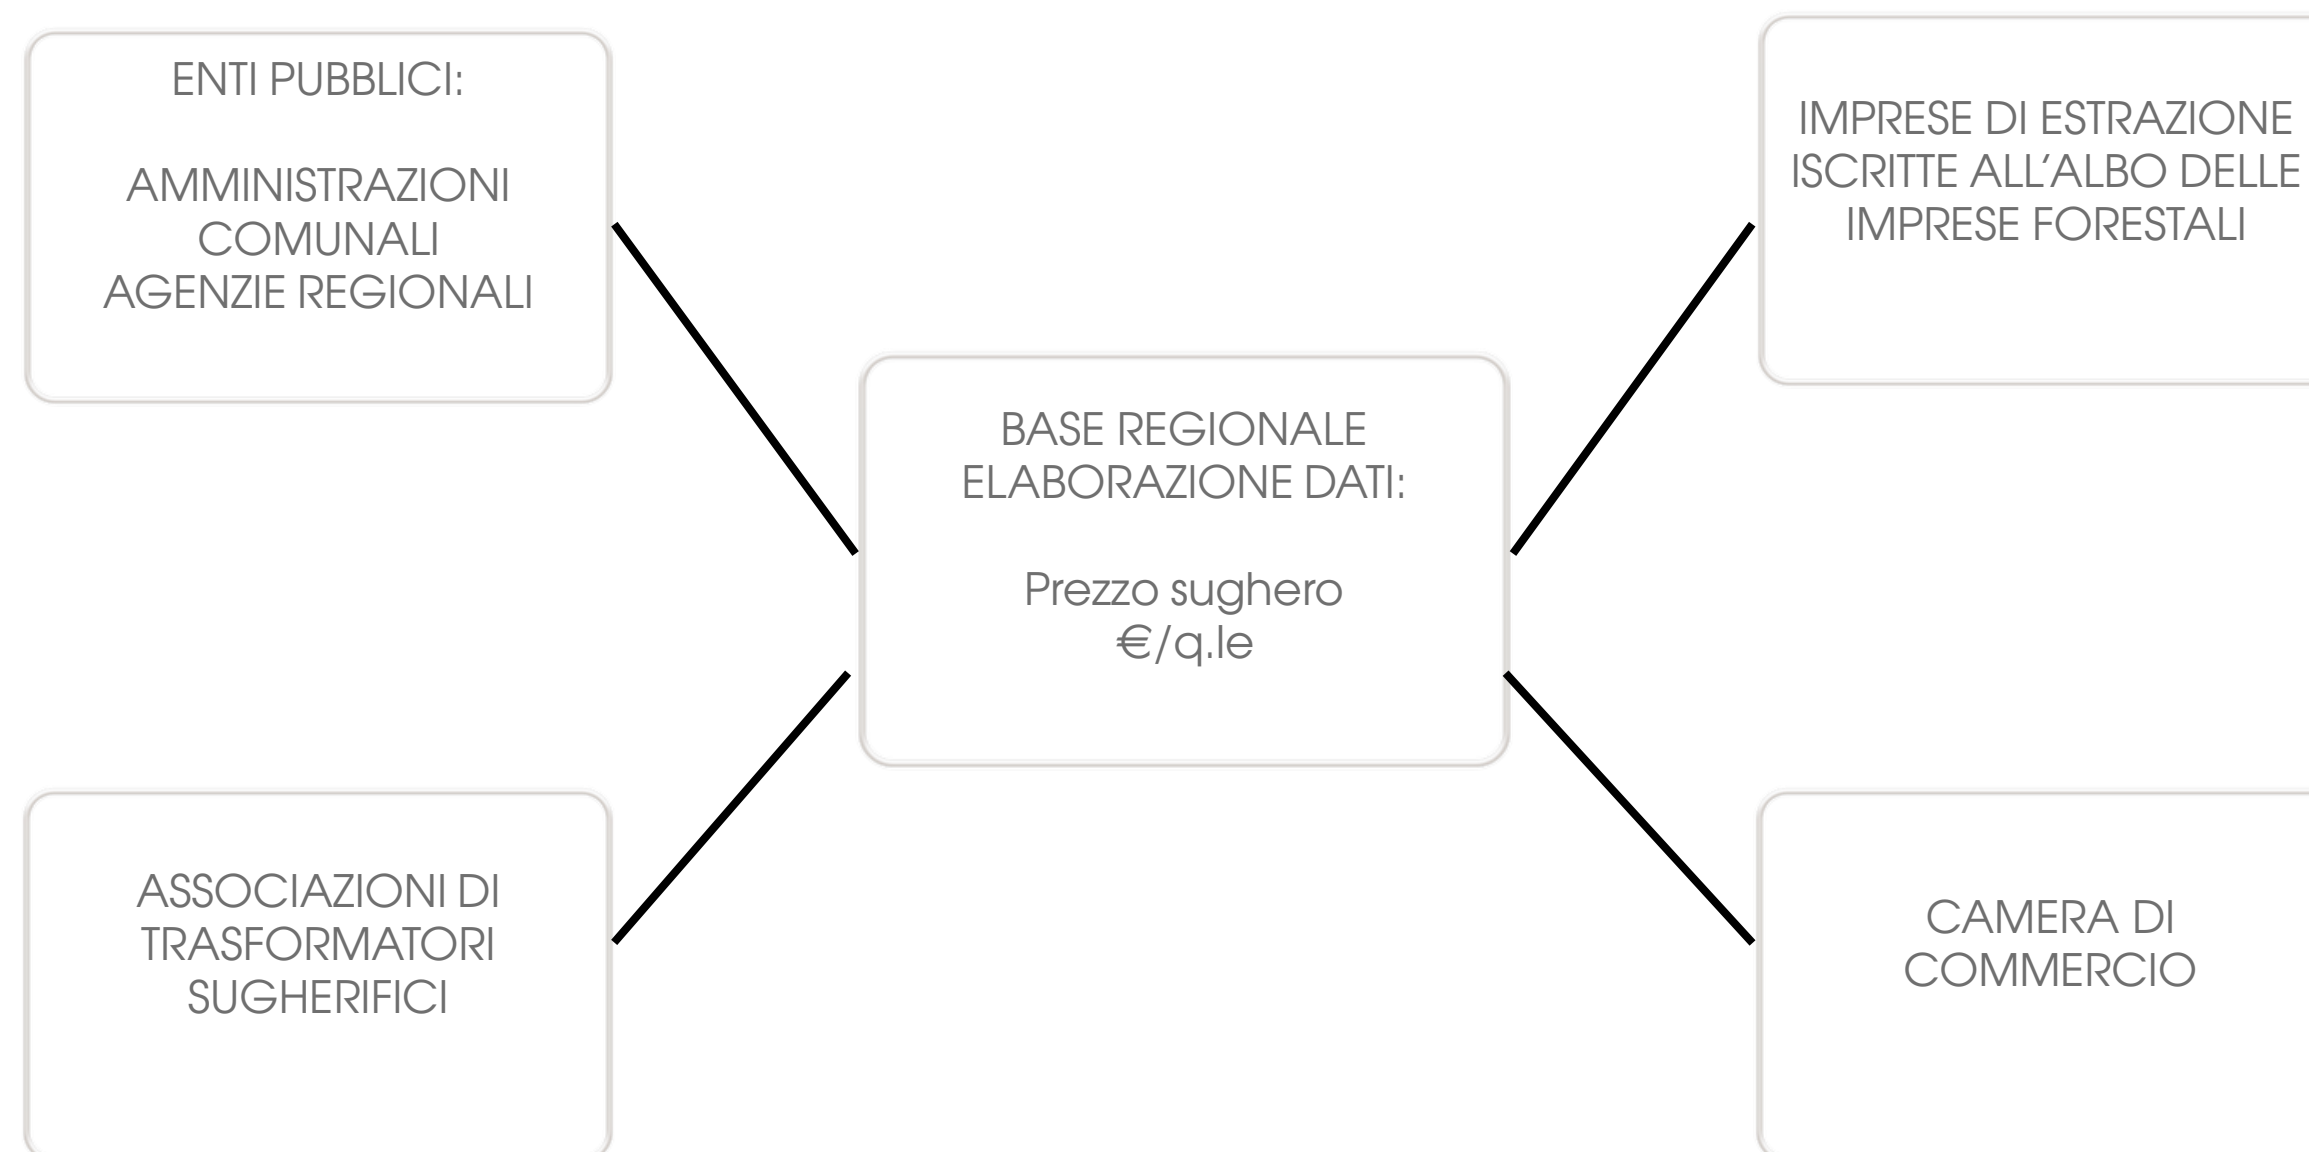 ENTI PUBBLICI:
AMMINISTRAZIONI
COMUNALI
AGENZIE REGIONALI
IMPRESE DI ESTRAZIONE
ISCRITTE ALL’ALBO DELLE
IMPRESE FORESTALI
BASE REGIONALE
ELABORAZIONE DATI:
Prezzo sughero
€/q.le
ASSOCIAZIONI DI
TRASFORMATORI
SUGHERIFICI
CAMERA DI
COMMERCIO